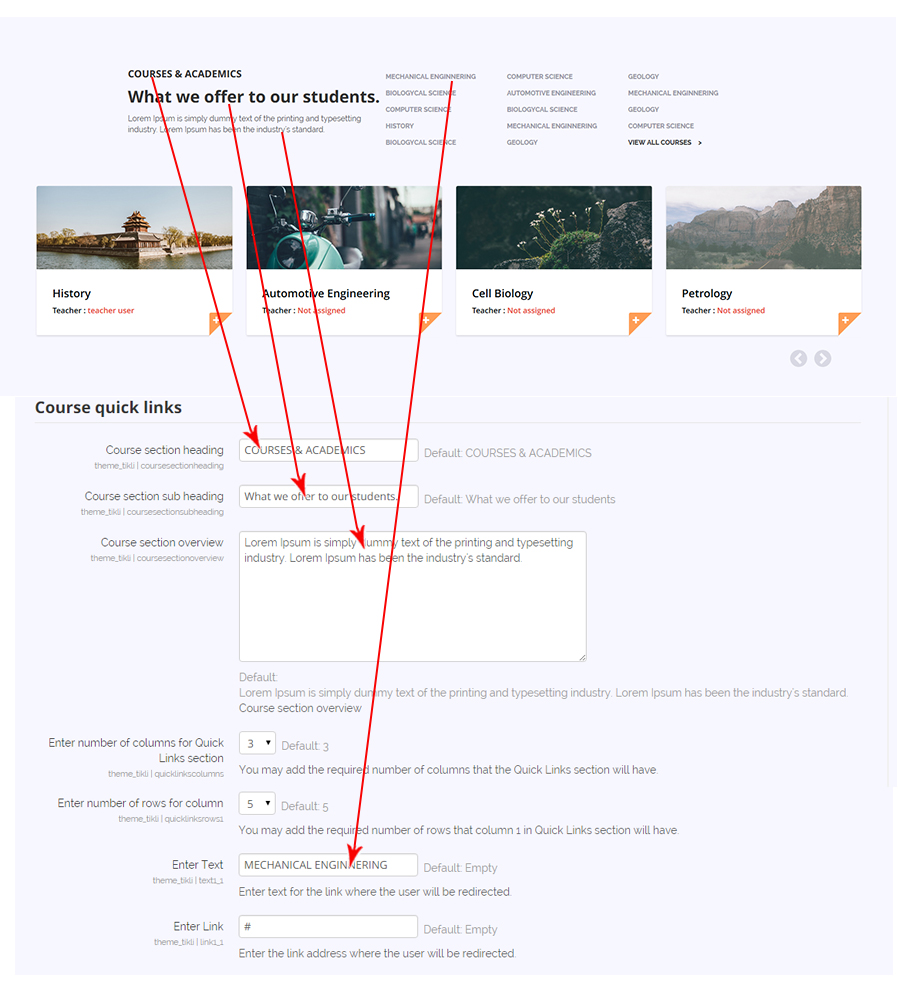 COURSES & ACADEMICS
What we offer to our students.
Lorem Ipsum is simply dummy text of the printing and typesetting
industry. Lorem Ipsum has been the industry's standard.
MECHANICAL ENGINNERING
BIOLOGYCAL SCIENCE
COMPUTER SCIENCE
HISTORY
BIOLOGYCAL SCIENCE
COMPUTER SCIENCE
AUTOMOTIVE ENGINEERING
BIOLOGYCAL SCIENCE
MECHANICAL ENGINNERING
GEOLOGY
GEOLOGY
MECHANICAL ENGINNERING
GEOLOGY
COMPUTER SCIENCE
VIEW ALL COURSES >
History
Teacher : teacher user
Automotive Engineering
Teacher : Not assigned
Cell Biology
Teacher : Not assigned
Petrology
Teacher : Not assigned
Course quick links
Course section heading
theme_tikli | coursesectionheading
COURSES & ACADEMICS
Default: COURSES & ACADEMICS
Course section sub heading
theme_tikli | coursesectionsubheading
What we offer to our students.
Default: What we offer to our students
Course section overview
theme_tikli | coursesectionoverview
Lorem Ipsum is simply dummy text of the printing and typesetting
industry. Lorem Ipsum has been the industry's standard.
Default:
Lorem Ipsum is simply dummy text of the printing and typesetting industry. Lorem Ipsum has been the industry's standard.
Course section overview
Enter number of columns for Quick
Links section
theme_tikli | quicklinkscolumns
3
Default: 3
You may add the required number of columns that the Quick Links section will have.
Enter number of rows for column
theme_tikli | quicklinksrows1
5
Default: 5
You may add the required number of rows that column 1 in Quick Links section will have.
Enter Text
theme_tikli | text1_1
MECHANICAL ENGINNERING
Default: Empty
Enter text for the link where the user will be redirected.
Enter Link
theme_tikli | link1_1
#
Default: Empty
Enter the link address where the user will be redirected.